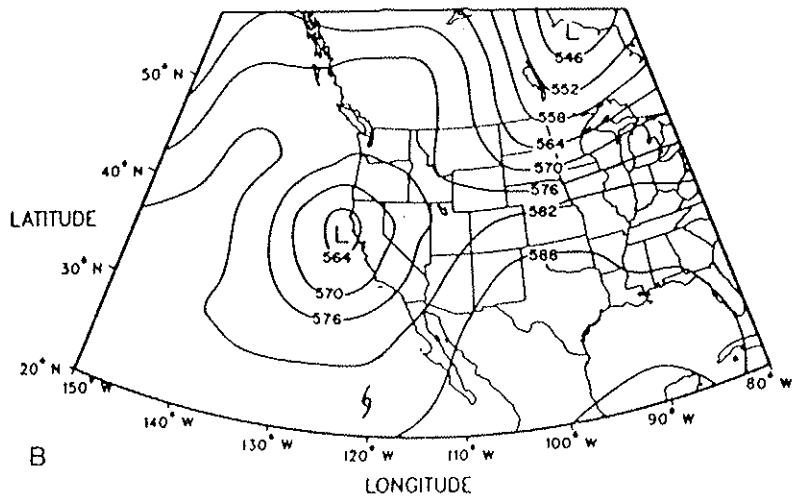 L
546
50° N
552
558
564
570
40° N
576
582
LATITUDE
L
564
588
30° N
570
576
20° N
150° W
80° W
140° W
90° W
130° W
120° W
110° W
100° W
B
LONGITUDE